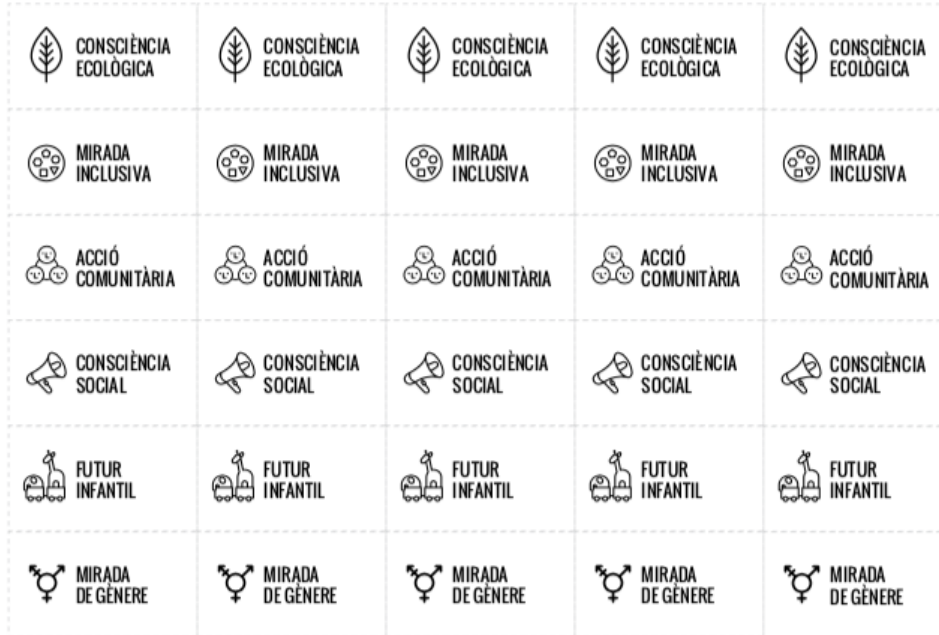 CONSCIÈNCIA
ECOLÒGICA
CONSCIÈNCIA
ECOLÒGICA
CONSCIÈNCIA
ECOLÒGICA
CONSCIÈNCIA
ECOLÒGICA
CONSCIÈNCIA
ECOLÒGICA
MIRADA
INCLUSIVA
MIRADA
INCLUSIVA
MIRADA
INCLUSIVA
MIRADA
INCLUSIVA
MIRADA
INCLUSIVA
ACCIÓ
COMUNITÀRIA
ACCIÓ
COMUNITÀRIA
ACCIÓ
COMUNITÀRIA
ACCIÓ
COMUNITÀRIA
ACCIÓ
COMUNITÀRIA
CONSCIÈNCIA
SOCIAL
CONSCIÈNCIA
SOCIAL
CONSCIÈNCIA
SOCIAL
CONSCIÈNCIA
SOCIAL
CONSCIÈNCIA
SOCIAL
FUTUR
INFANTIL
FUTUR
INFANTIL
FUTUR
INFANTIL
FUTUR
INFANTIL
FUTUR
INFANTIL
MIRADA
DE GÈNERE
MIRADA
DE GÈNERE
MIRADA
DE GÈNERE
MIRADA
DE GÈNERE
MIRADA
DE GÈNERE